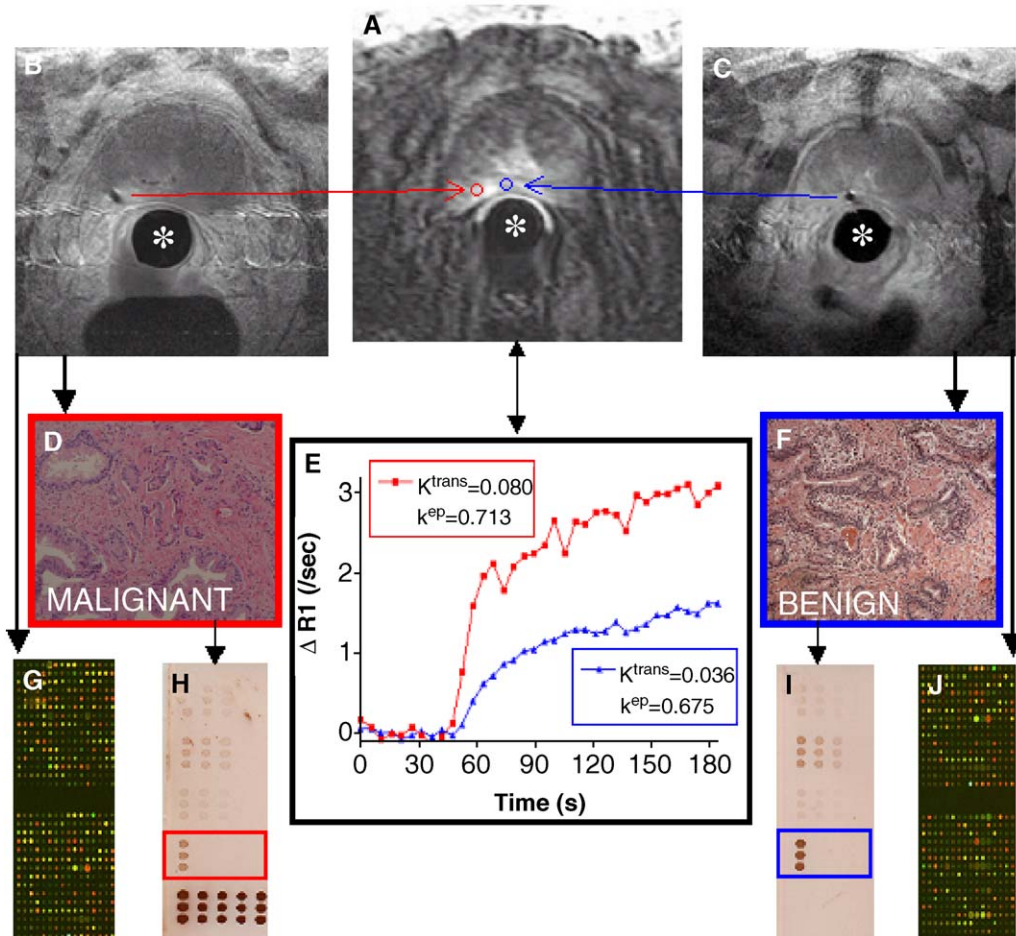 A
B
C
*
*
*
D
MALIGNANT
E
K^trans=0.080
k^ep=0.713
K^trans=0.036
k^ep=0.675
Δ R1 (/sec)
3
2
1
0
0 30 60 90 120 150 180
Time (s)
F
BENIGN
G
H
I
J